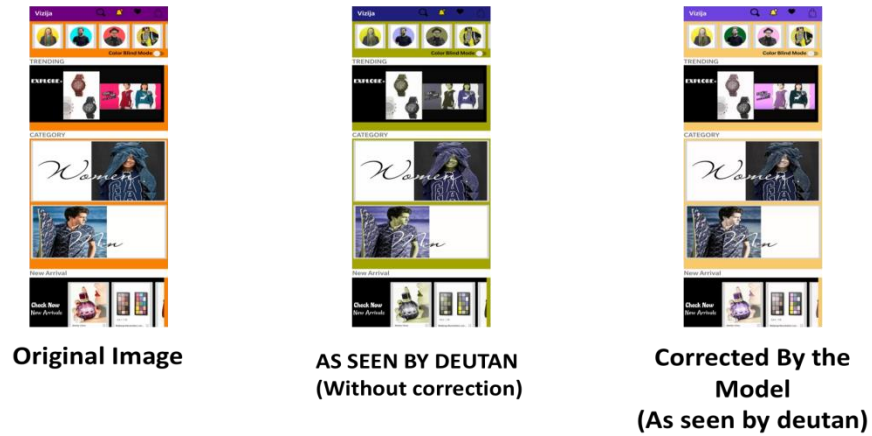 Vizija
Color Blind Mode
TRENDING
EXPLORE
CATEGORY
Women
Men
New Arrival
Check Now
New Arrivals
Original Image
Vizija
Color Blind Mode
TRENDING
EXPLORE
CATEGORY
Women
Men
New Arrival
Check Now
New Arrivals
AS SEEN BY DEUTAN
(Without correction)
Vizija
Color Blind Mode
TRENDING
EXPLORE
CATEGORY
Women
Men
New Arrival
Check Now
New Arrivals
Corrected By the
Model
(As seen by deutan)